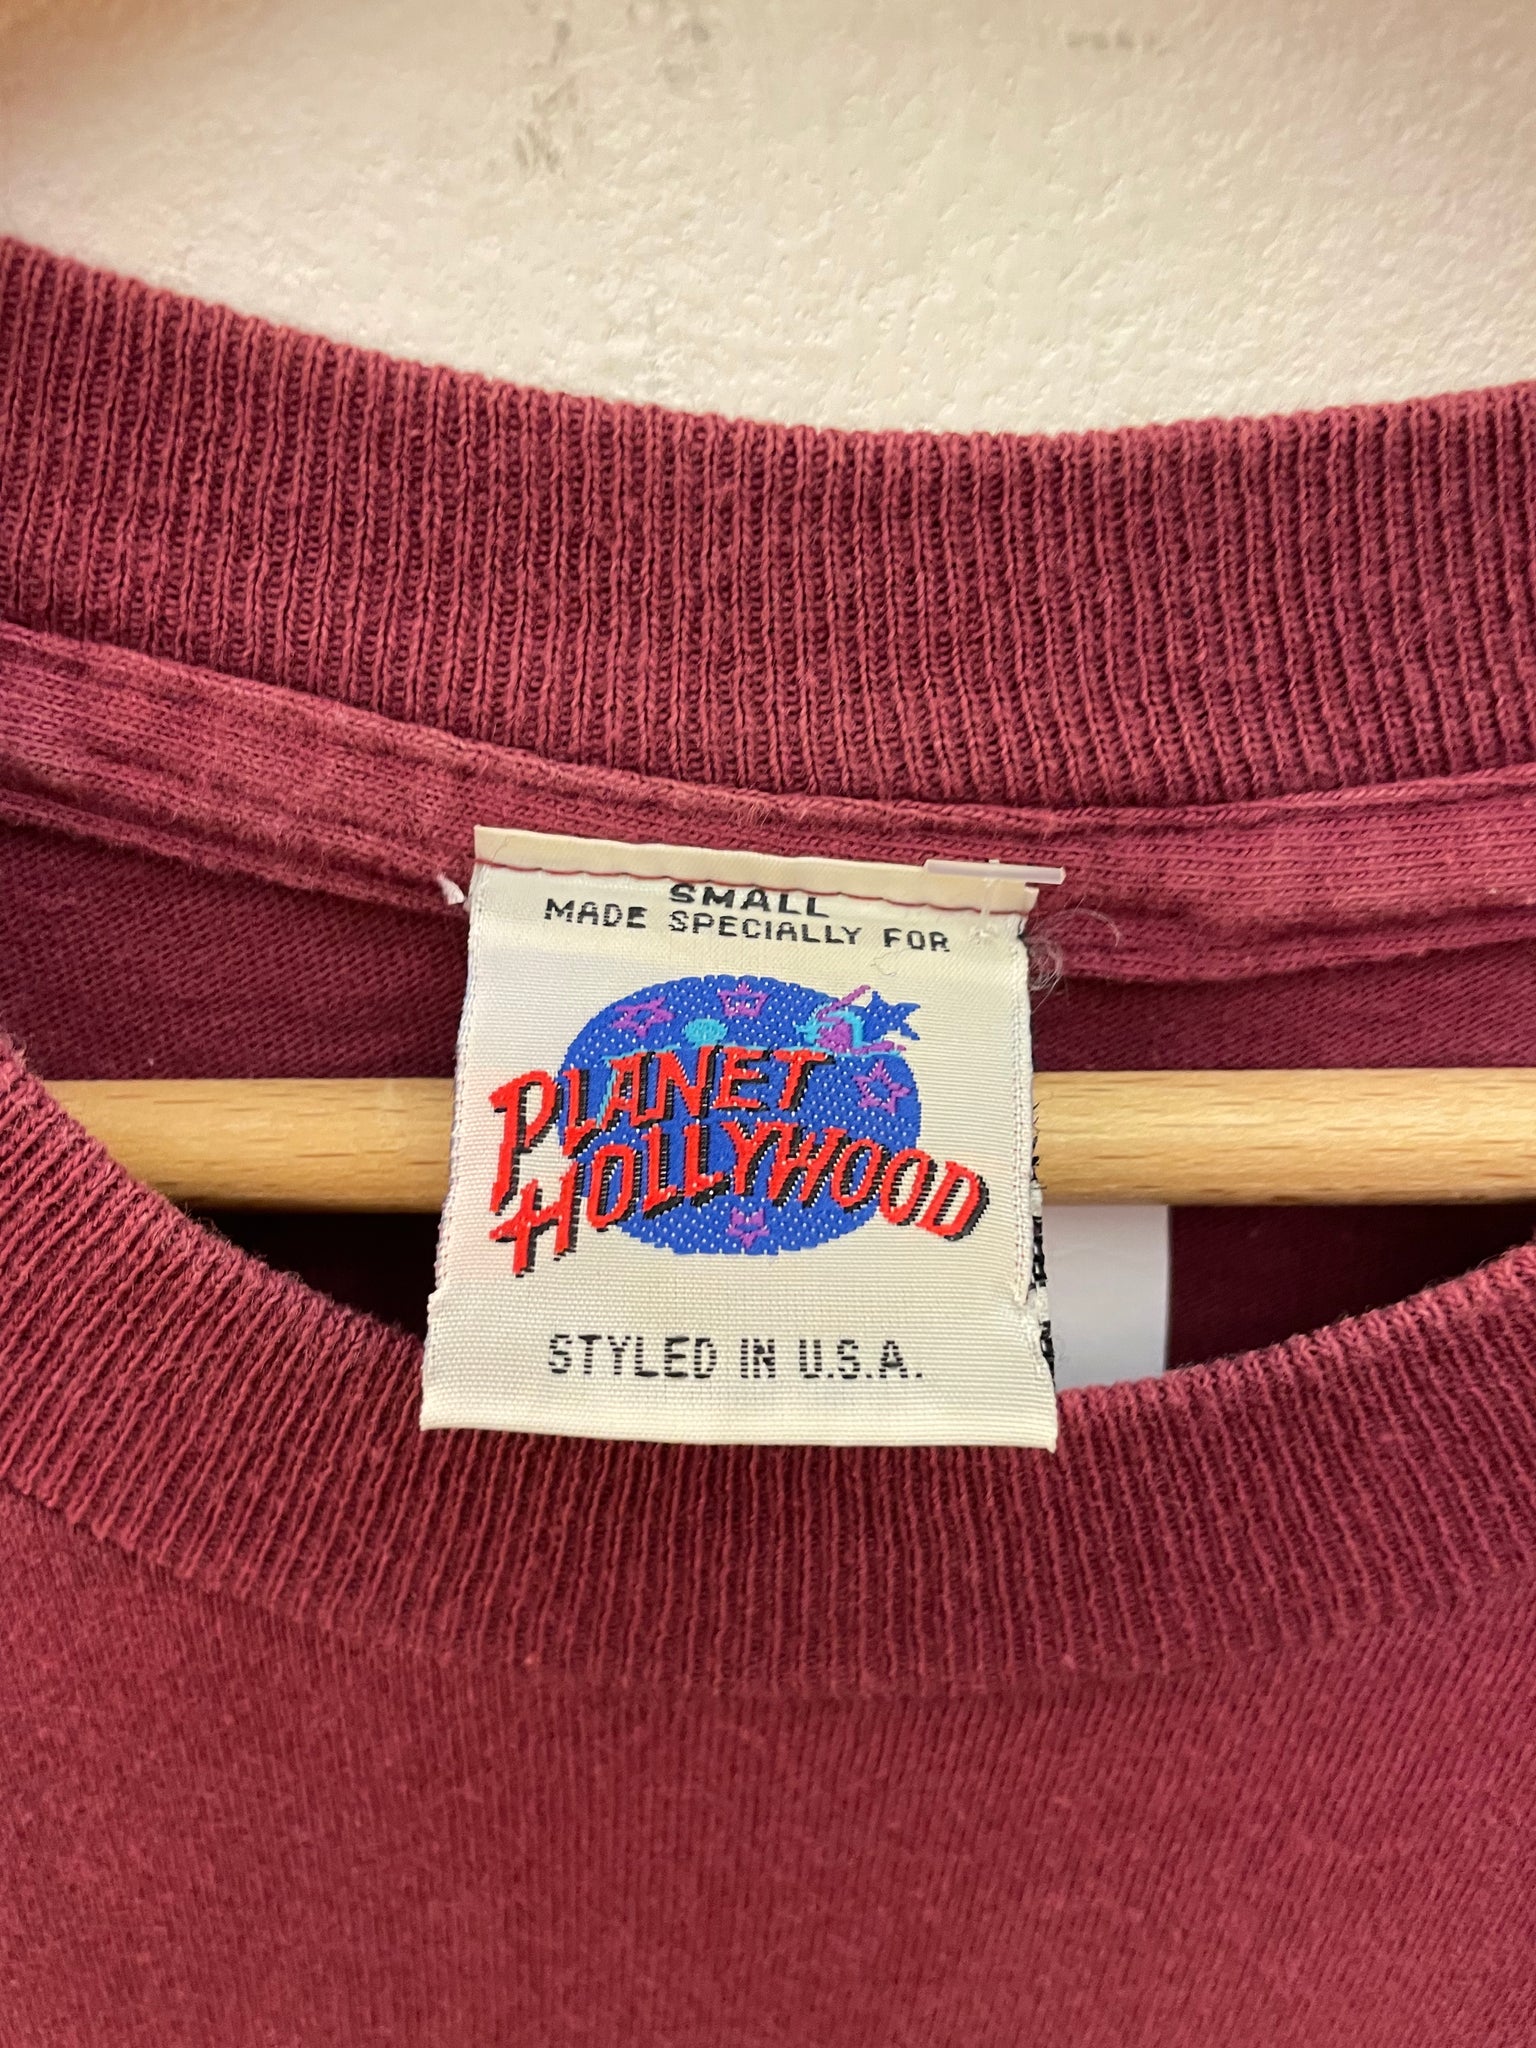 SMALL
MADE SPECIALLY FOR
PLANET
HOLLYWOOD
STYLED IN U.S.A.